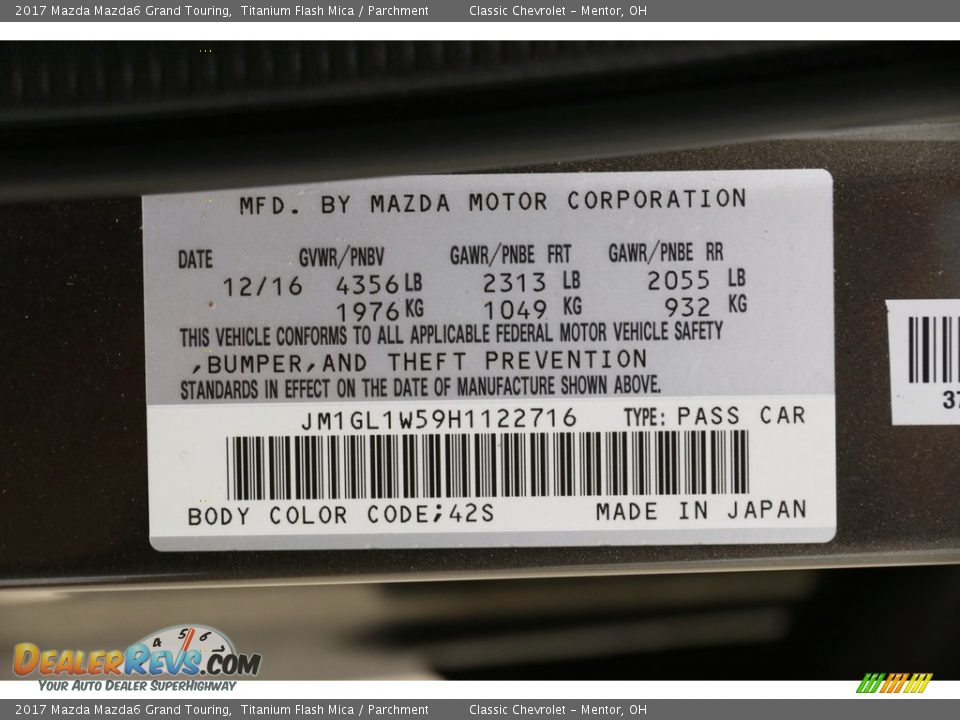 2017 Mazda Mazda6 Grand Touring, Titanium Flash Mica / Parchment Classic Chevrolet - Mentor, OH
MFD. BY MAZDA MOTOR CORPORATION
DATE GVWR/PNBV GAWR/PNBE FRT GAWR/PNBE RR
12/16 4356 LB 2313 LB 2055 LB
1976 KG 1049 KG 932 KG
THIS VEHICLE CONFORMS TO ALL APPLICABLE FEDERAL MOTOR VEHICLE SAFETY
,BUMPER,AND THEFT PREVENTION
STANDARDS IN EFFECT ON THE DATE OF MANUFACTURE SHOWN ABOVE.
JM1GL1W59H1122716 TYPE: PASS CAR
37
BODY COLOR CODE;42S MADE IN JAPAN
4 5 6
DEALERREVS.COM
YOUR AUTO DEALER SUPERHIGHWAY
2017 Mazda Mazda6 Grand Touring, Titanium Flash Mica / Parchment Classic Chevrolet - Mentor, OH